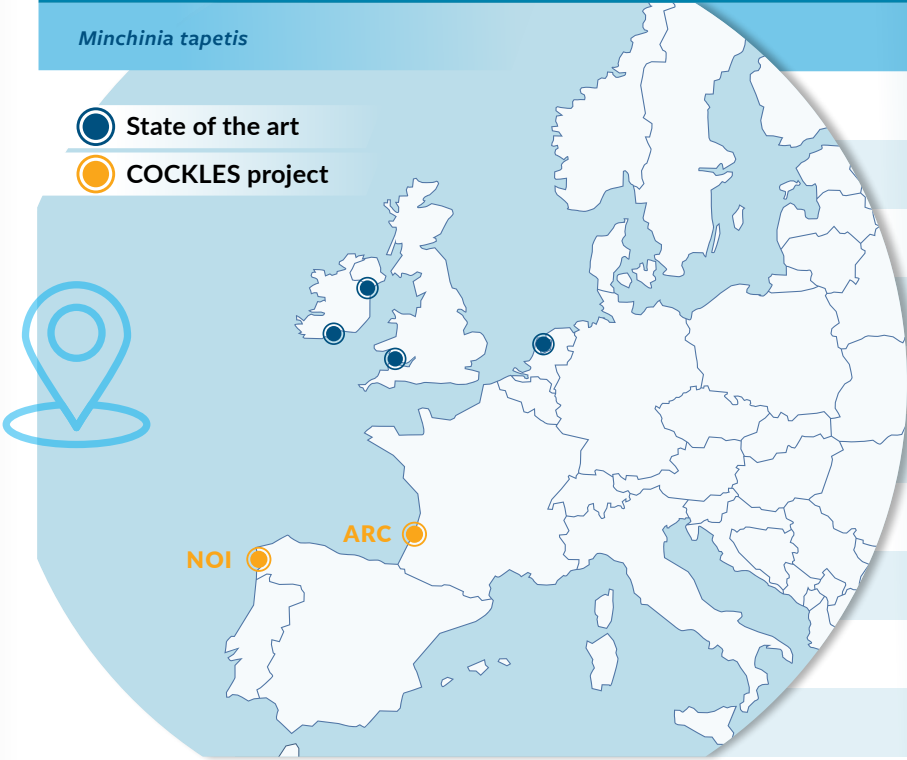 Minchinia tapetis
State of the art
COCKLES project
ARC
NOI